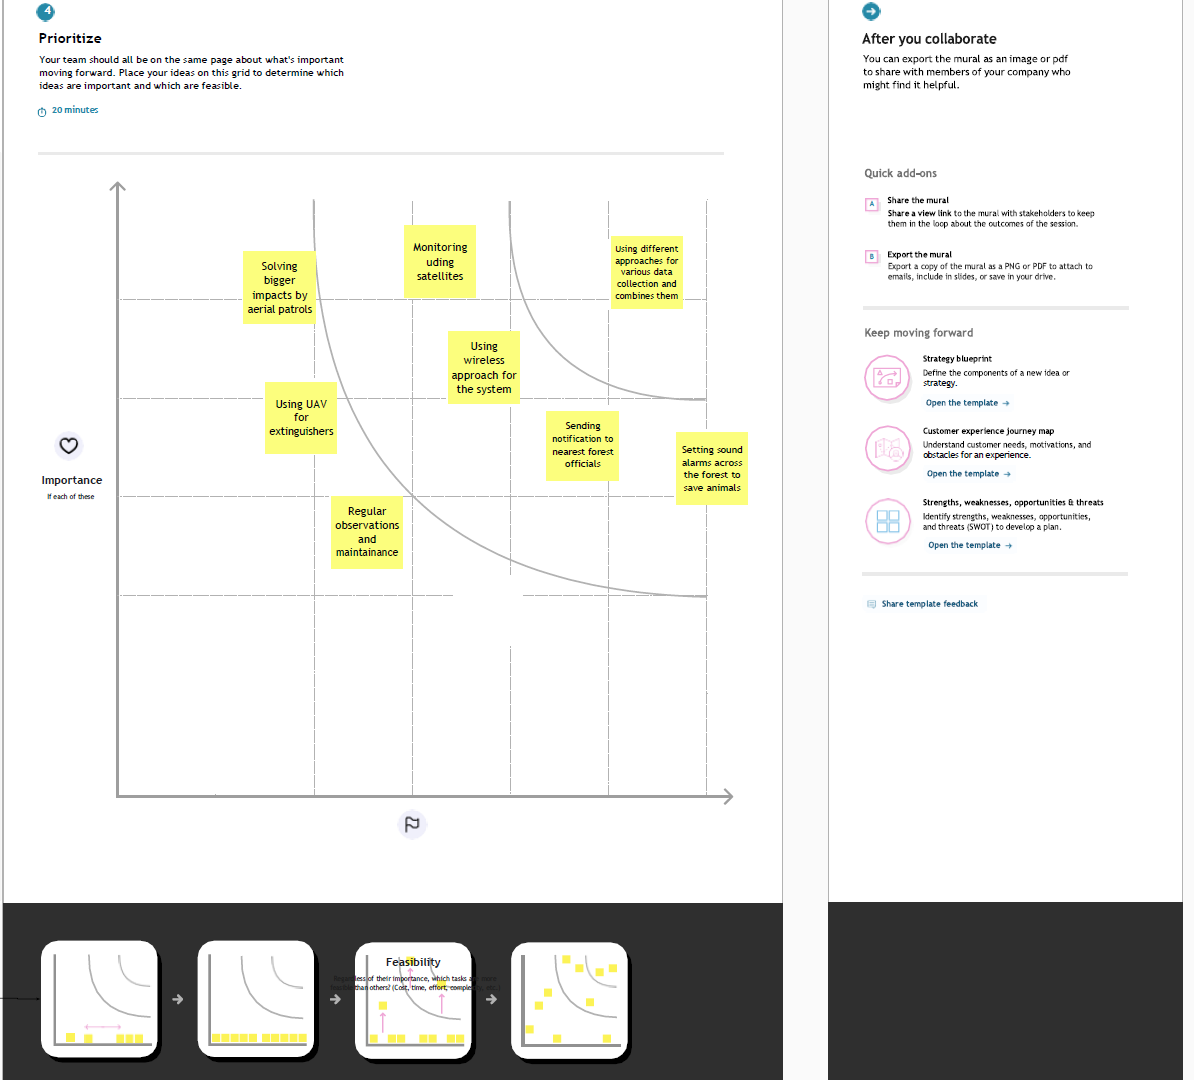 4
Prioritize
Your team should all be on the same page about what's important
moving forward. Place your ideas on this grid to determine which
ideas are important and which are feasible.
20 minutes
Solving
bigger
impacts by
aerial patrols
Monitoring
uding
satellites
Using different
approaches for
various data
collection and
combines them
Using
wireless
approach for
the system
Using UAV
for
extinguishers
Sending
notification to
nearest forest
officials
Setting sound
alarms across
the forest to
save animals
Importance
If each of these
Regular
observations
and
maintainance
Feasibility
of their importance, which tasks
than others? (Cost, time, effort,
After you collaborate
You can export the mural as an image or pdf
to share with members of your company who
might find it helpful.
Quick add-ons
A
Share the mural
Share a view link to the mural with stakeholders to keep
them in the loop about the outcomes of the session.
B
Export the mural
Export a copy of the mural as a PNG or PDF to attach to
emails, include in slides, or save in your drive.
Keep moving forward
Strategy blueprint
Define the components of a new idea or
strategy.
Open the template →
Customer experience journey map
Understand customer needs, motivations, and
obstacles for an experience.
Open the template →
Strengths, weaknesses, opportunities & threats
Identify strengths, weaknesses, opportunities,
and threats (SWOT) to develop a plan.
Open the template →
Share template feedback